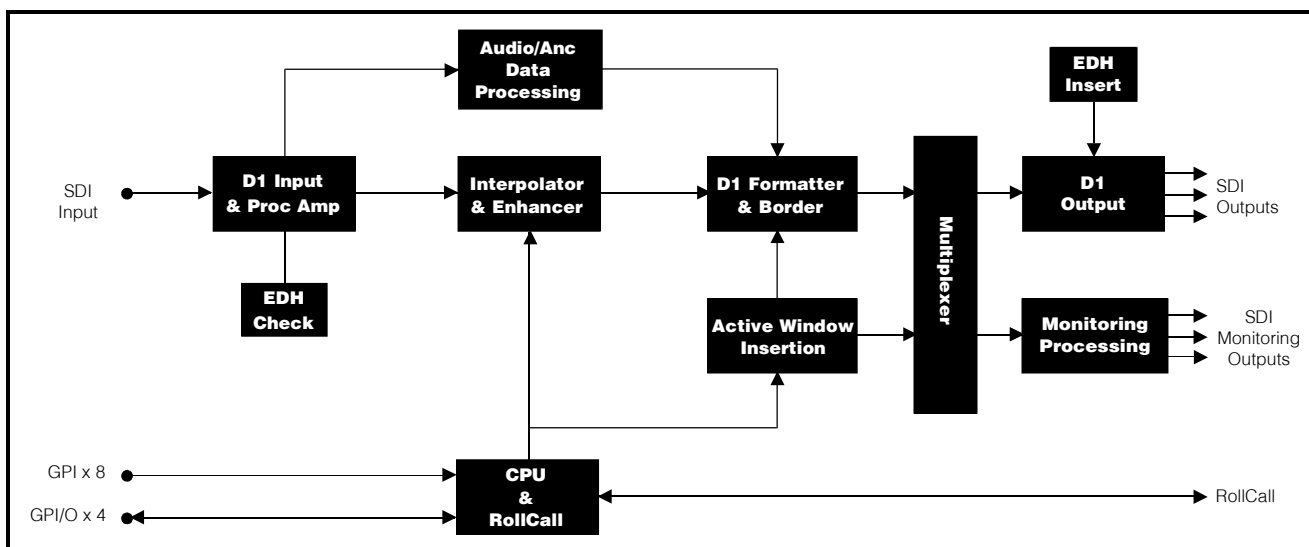 Audio/Anc
Data
Processing
EDH
Insert
SDI
Input
D1 Input
& Proc Amp
Interpolator
& Enhancer
D1 Formatter
& Border
Multiplexer
D1
Output
SDI
Outputs
EDH
Check
Active Window
Insertion
Monitoring
Processing
SDI
Monitoring
Outputs
GPI x 8
GPI/O x 4
CPU
&
RollCall
RollCall